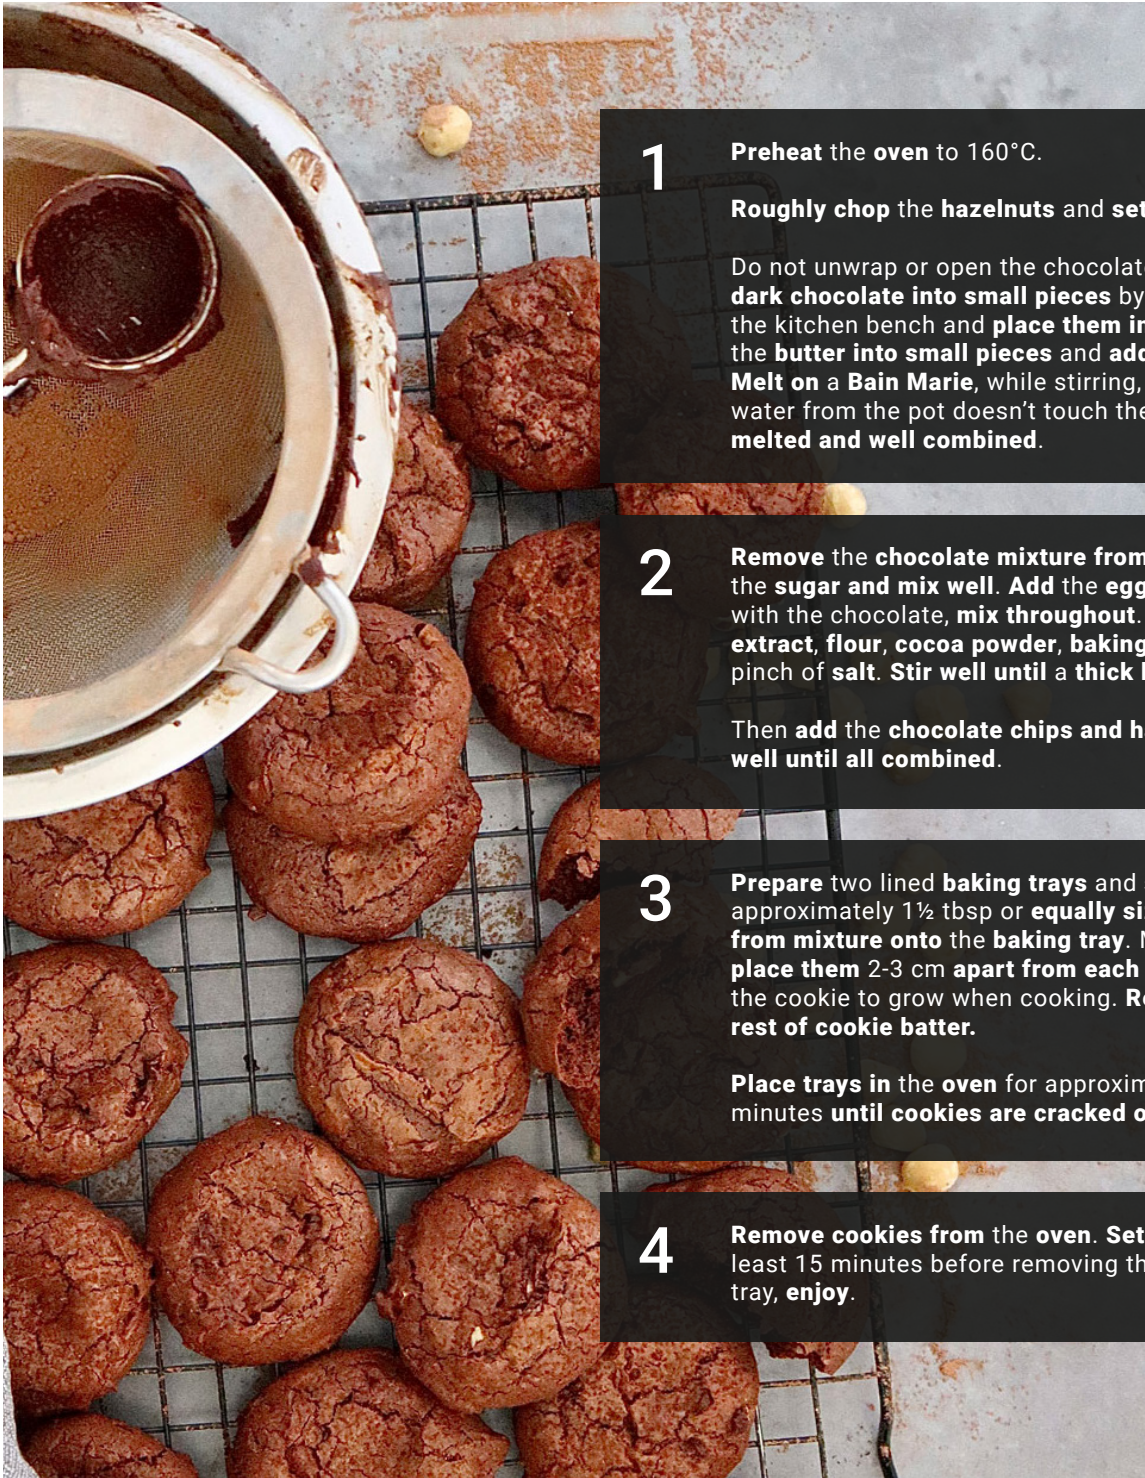 1
Preheat the oven to 160°C.
Roughly chop the hazelnuts and set
Do not unwrap or open the chocolate
dark chocolate into small pieces by
the kitchen bench and place them in
the butter into small pieces and add
Melt on a Bain Marie, while stirring,
water from the pot doesn’t touch the
melted and well combined.
2
Remove the chocolate mixture from
the sugar and mix well. Add the egg
with the chocolate, mix throughout.
extract, flour, cocoa powder, baking
pinch of salt. Stir well until a thick
Then add the chocolate chips and
well until all combined.
3
Prepare two lined baking trays and
approximately 1½ tbsp or equally
from mixture onto the baking tray.
place them 2-3 cm apart from each
the cookie to grow when cooking.
rest of cookie batter.
Place trays in the oven for
minutes until cookies are cracked
4
Remove cookies from the oven. Set
least 15 minutes before removing
tray, enjoy.